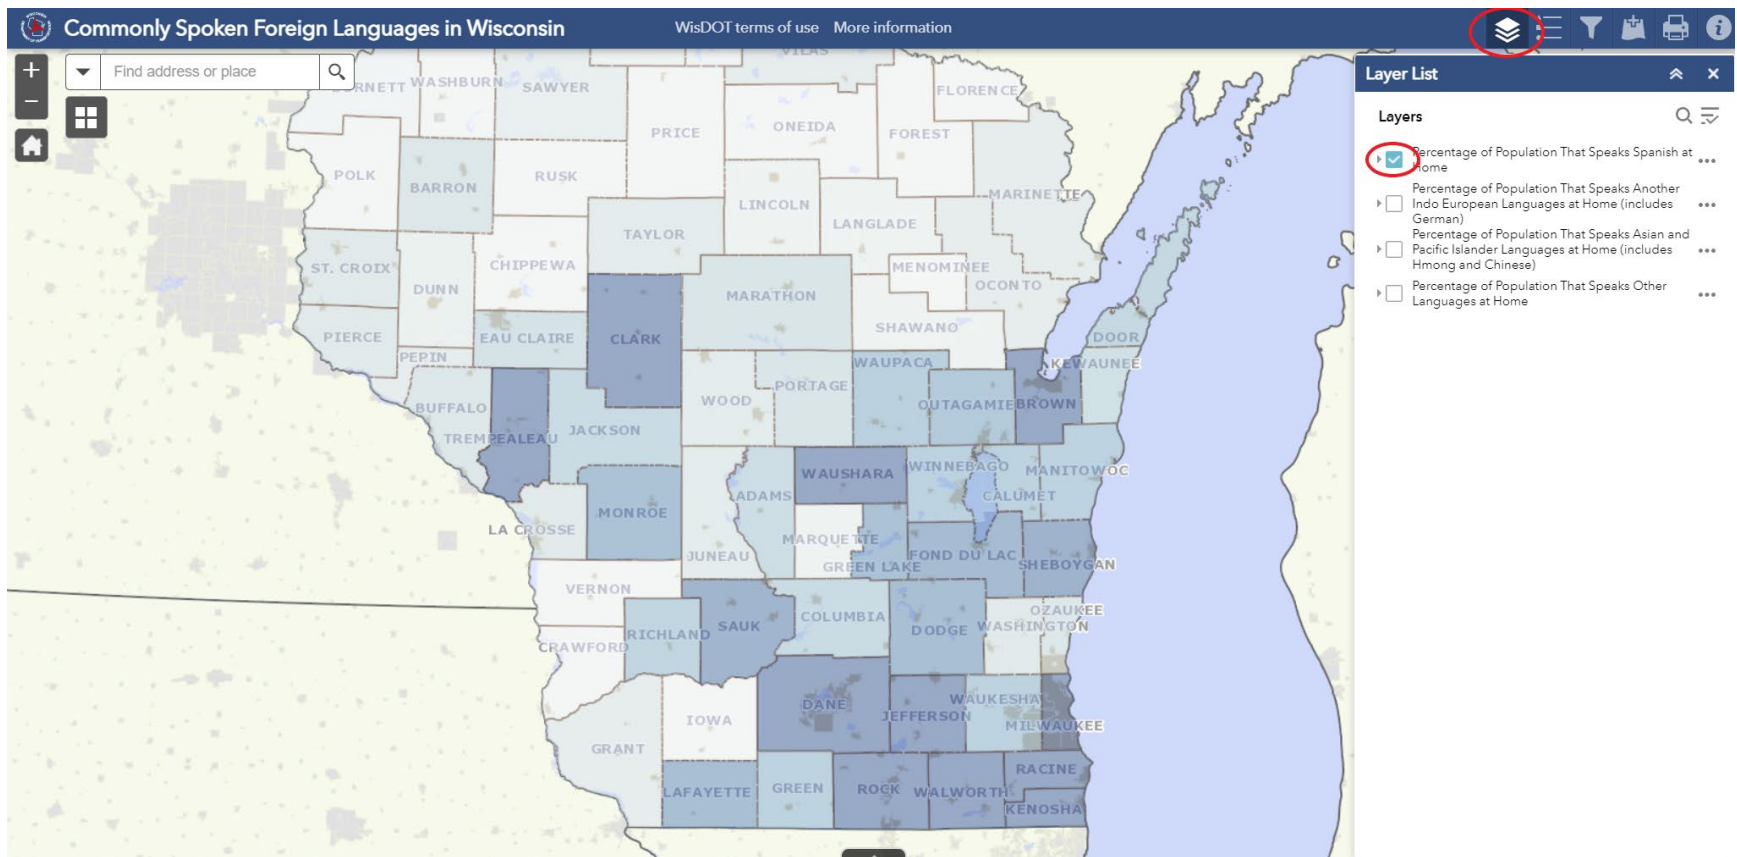 Commonly Spoken Foreign Languages in Wisconsin
WisDOT terms of use
More information
Find address or place
Layer List
Layers
Percentage of Population That Speaks Spanish at
Home
Percentage of Population That Speaks Another
Indo European Languages at Home (includes
German)
Percentage of Population That Speaks Asian and
Pacific Islander Languages at Home (includes
Hmong and Chinese)
Percentage of Population That Speaks Other
Languages at Home
VILAS
WASHBURN
SAWYER
FLORENCE
PRICE
ONEIDA
FOREST
POLK
BARRON
RUSK
LINCOLN
MARINETTE
LANGLADE
TAYLOR
ST. CROIX
CHIPPEWA
MENOMINEE
DUNN
OCONTO
MARATHON
SHAWANO
PIERCE
EAU CLAIRE
CLARK
DOOR
PEPIN
WAUPACA
KEWAUNEE
PORTAGE
WOOD
BUFFALO
OUTAGAMIE
BROWN
JACKSON
TREMPEALEAU
WAUSHARA
WINNEBAGO
MANITOWOC
ADAMS
CALUMET
MONROE
LA CROSSE
MARQUETTE
JUNEAU
GREEN LAKE
FOND DU LAC
SHEBOYGAN
VERNON
OZAUKEE
COLUMBIA
RICHLAND
SAUK
DODGE
WASHINGTON
CRAWFORD
WAUKESHA
DANE
JEFFERSON
IOWA
MILWAUKEE
GRANT
RACINE
LAFAYETTE
GREEN
ROCK
WALWORTH
KENOSHA